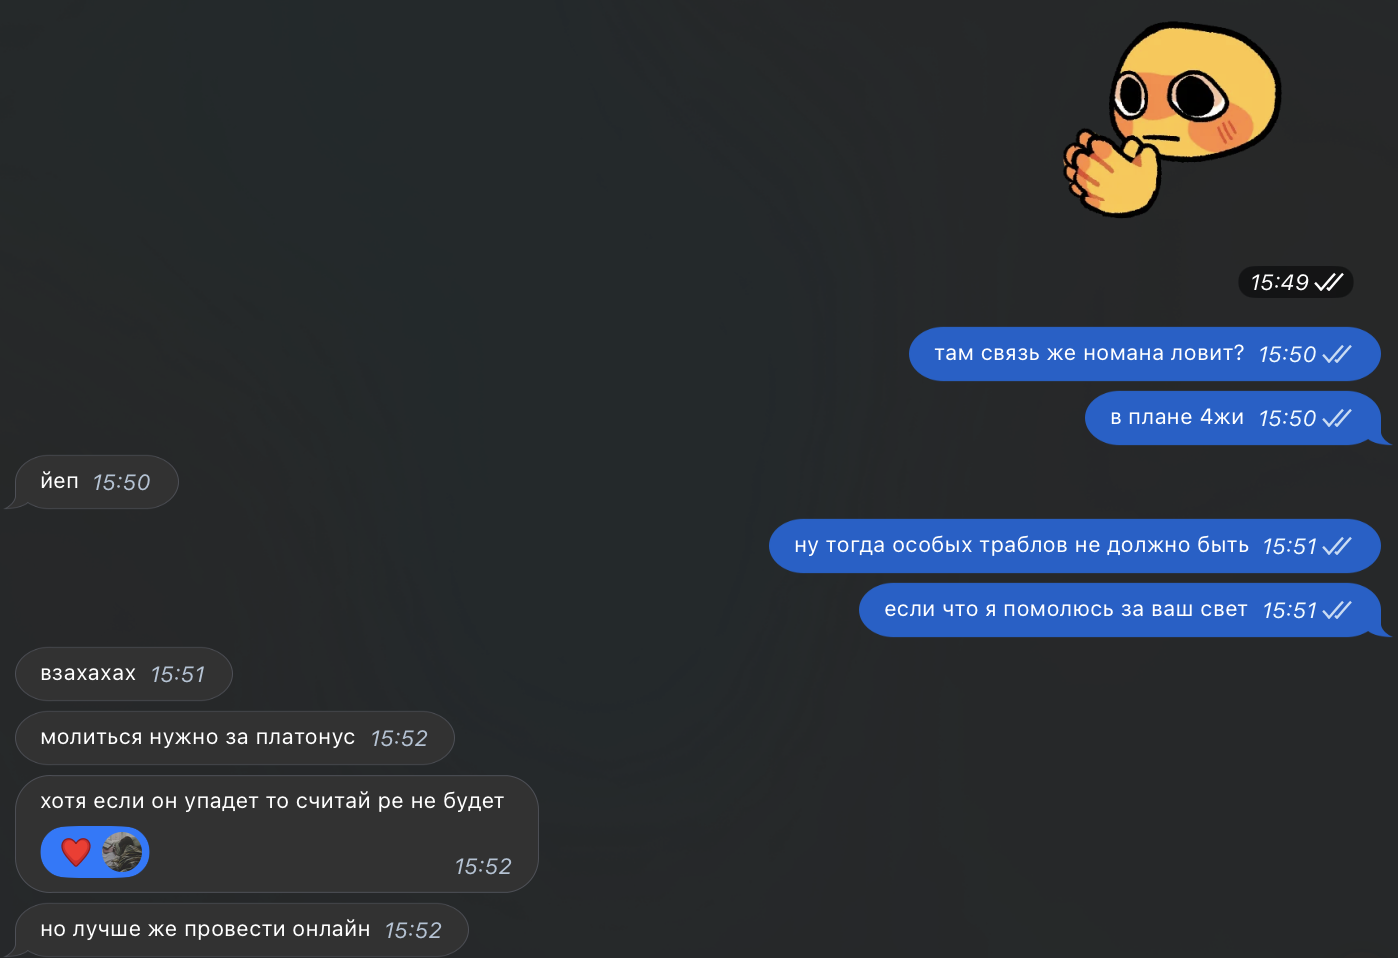 15:49
там связь же номана ловит? 15:50
в плане 4жи 15:50
йеп 15:50
ну тогда особых траблов не должно быть 15:51
если что я помолюсь за ваш свет 15:51
взахахах 15:51
молиться нужно за платонус 15:52
хотя если он упадет то считай ре не будет
15:52
но лучше же провести онлайн 15:52